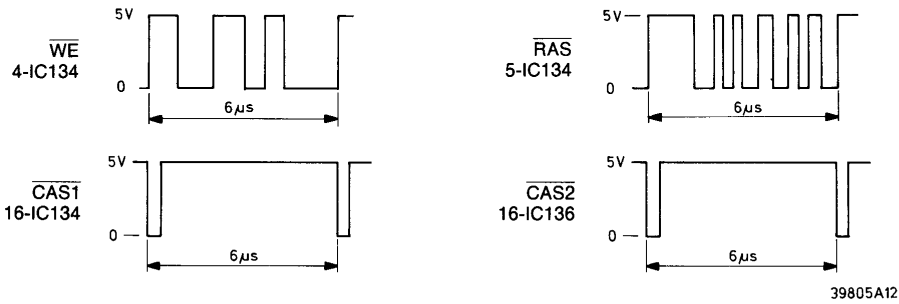 5V
WE
4-IC134
0
6µs
5V
RAS
5-IC134
0
6µs
5V
CAS1
16-IC134
0
6µs
5V
CAS2
16-IC136
0
6µs
39805A12